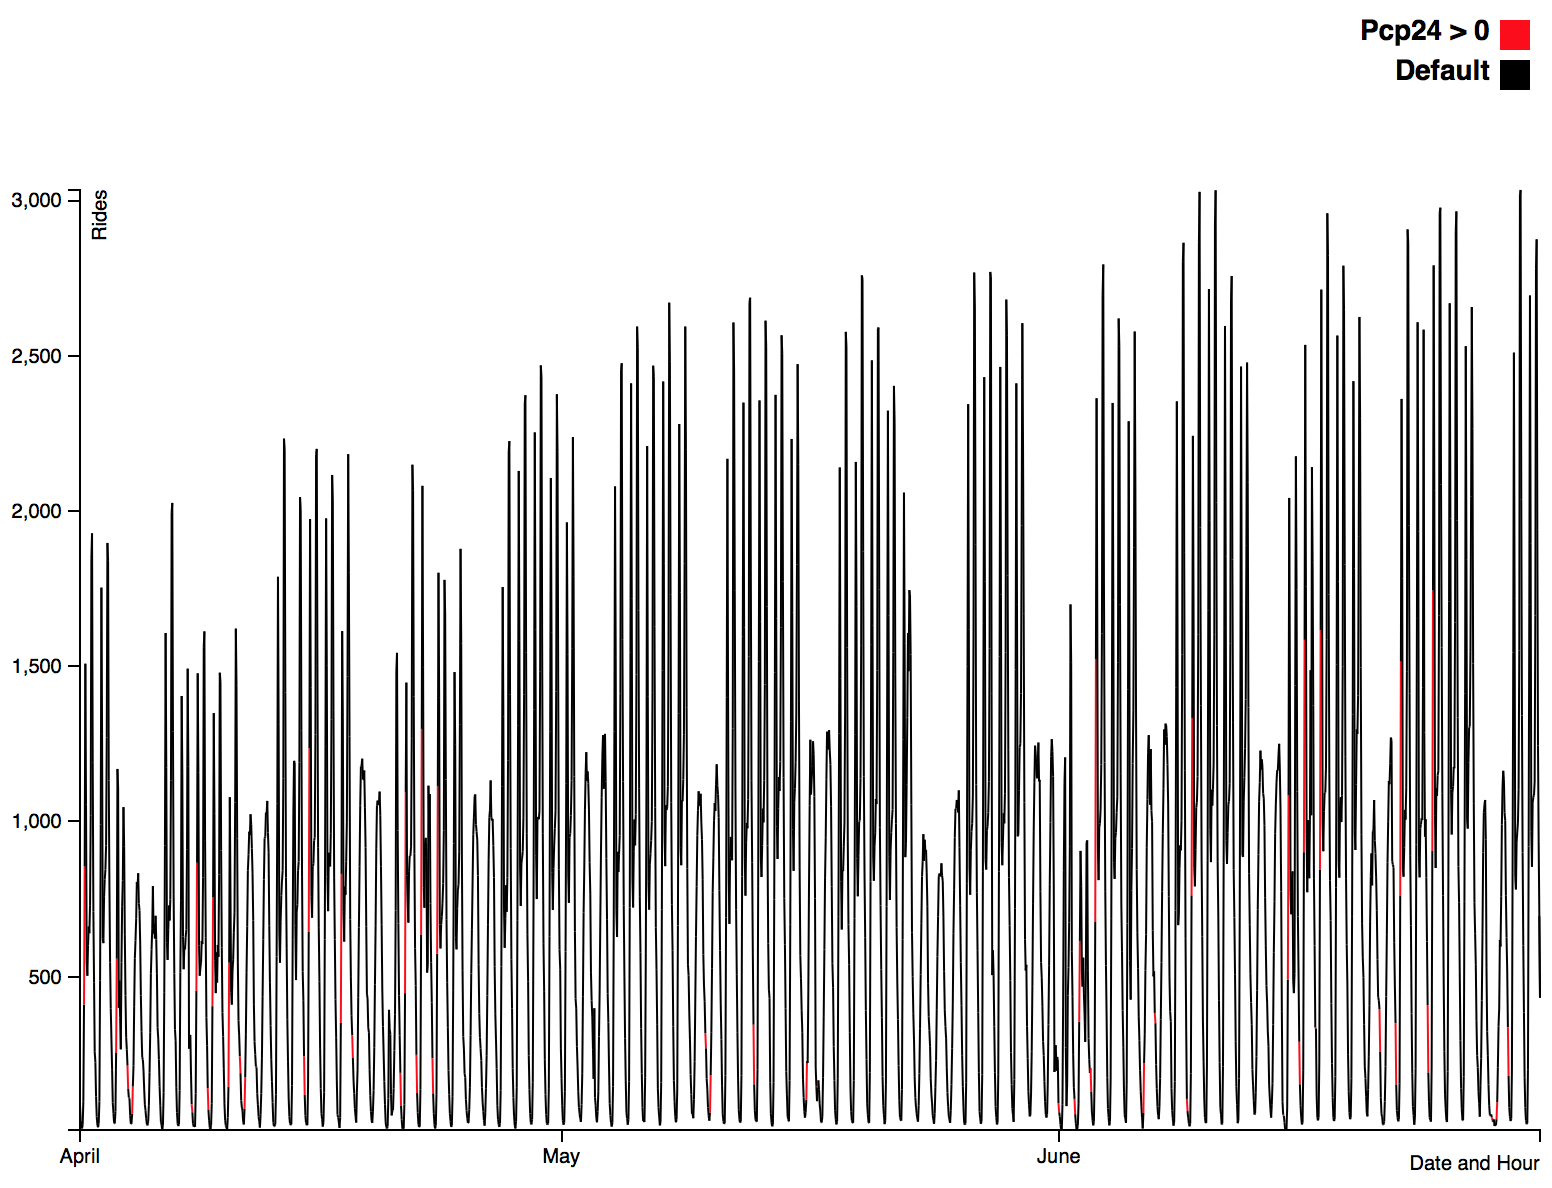 Pcp24 > 0
Default
3,000
Rides
2,500
2,000
1,500
1,000
500
April
May
June
Date and Hour